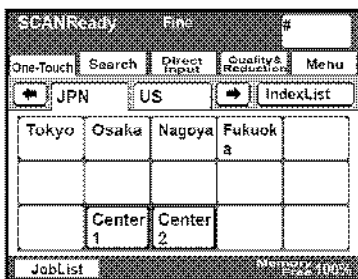 SCANReady Fine #
One-Touch Search Direct Input Quality& Reduction Menu
JPN US IndexList
Tokyo Osaka Nagoya Fukuok
a
Center Center
1 2
JobList Memory Free 100%